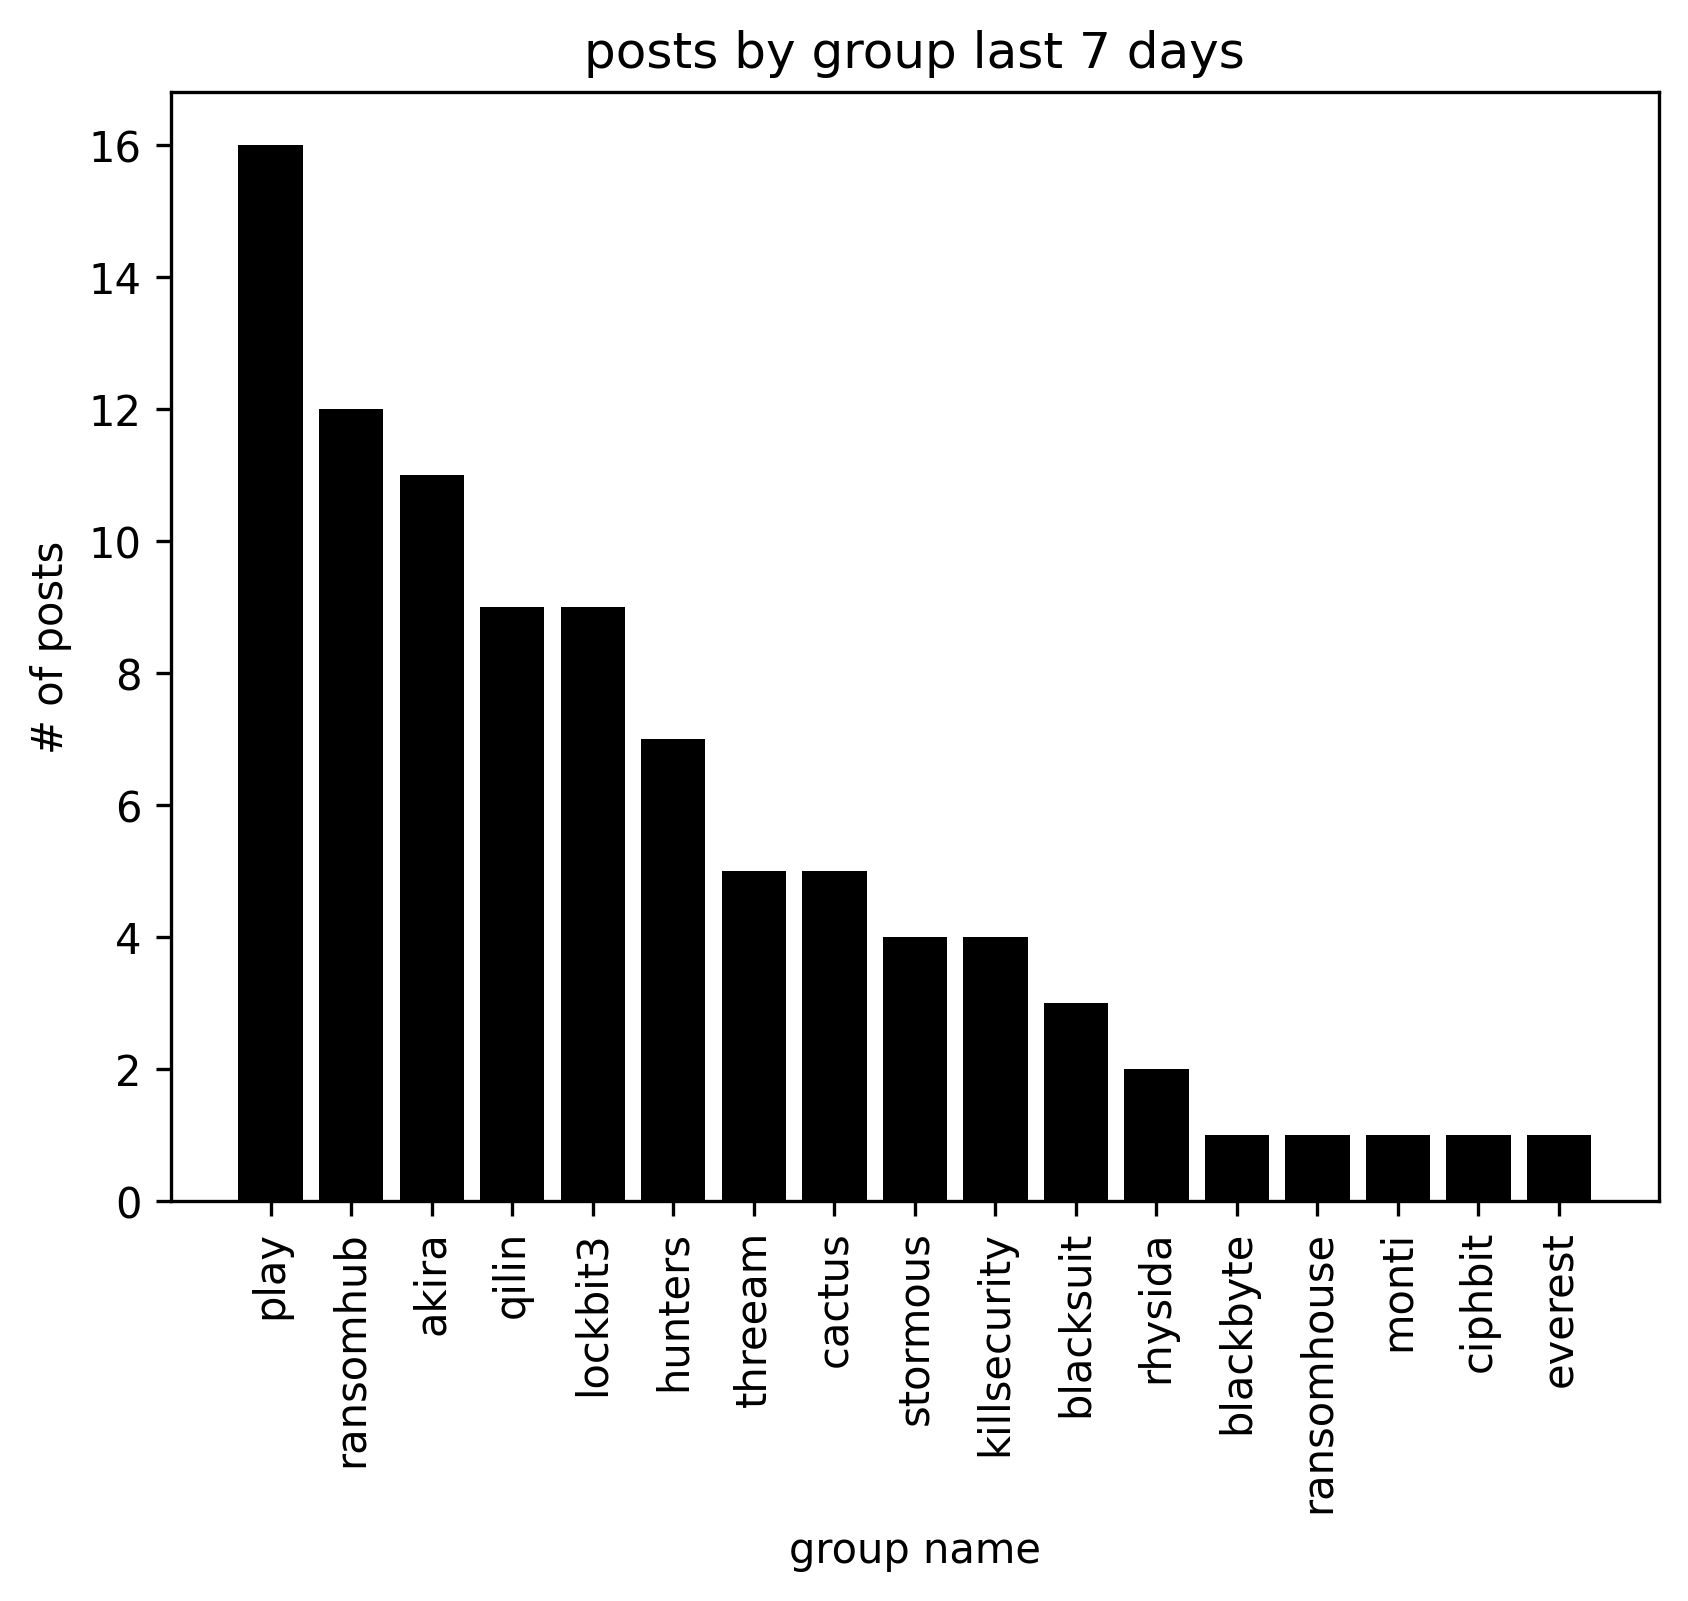 posts by group last 7 days
# of posts
16
14
12
10
8
6
4
2
0
play
ransomhub
akira
qilin
lockbit3
hunters
threeam
cactus
stormous
killsecurity
blacksuit
rhysida
blackbyte
ransomhouse
monti
ciphbit
everest
group name